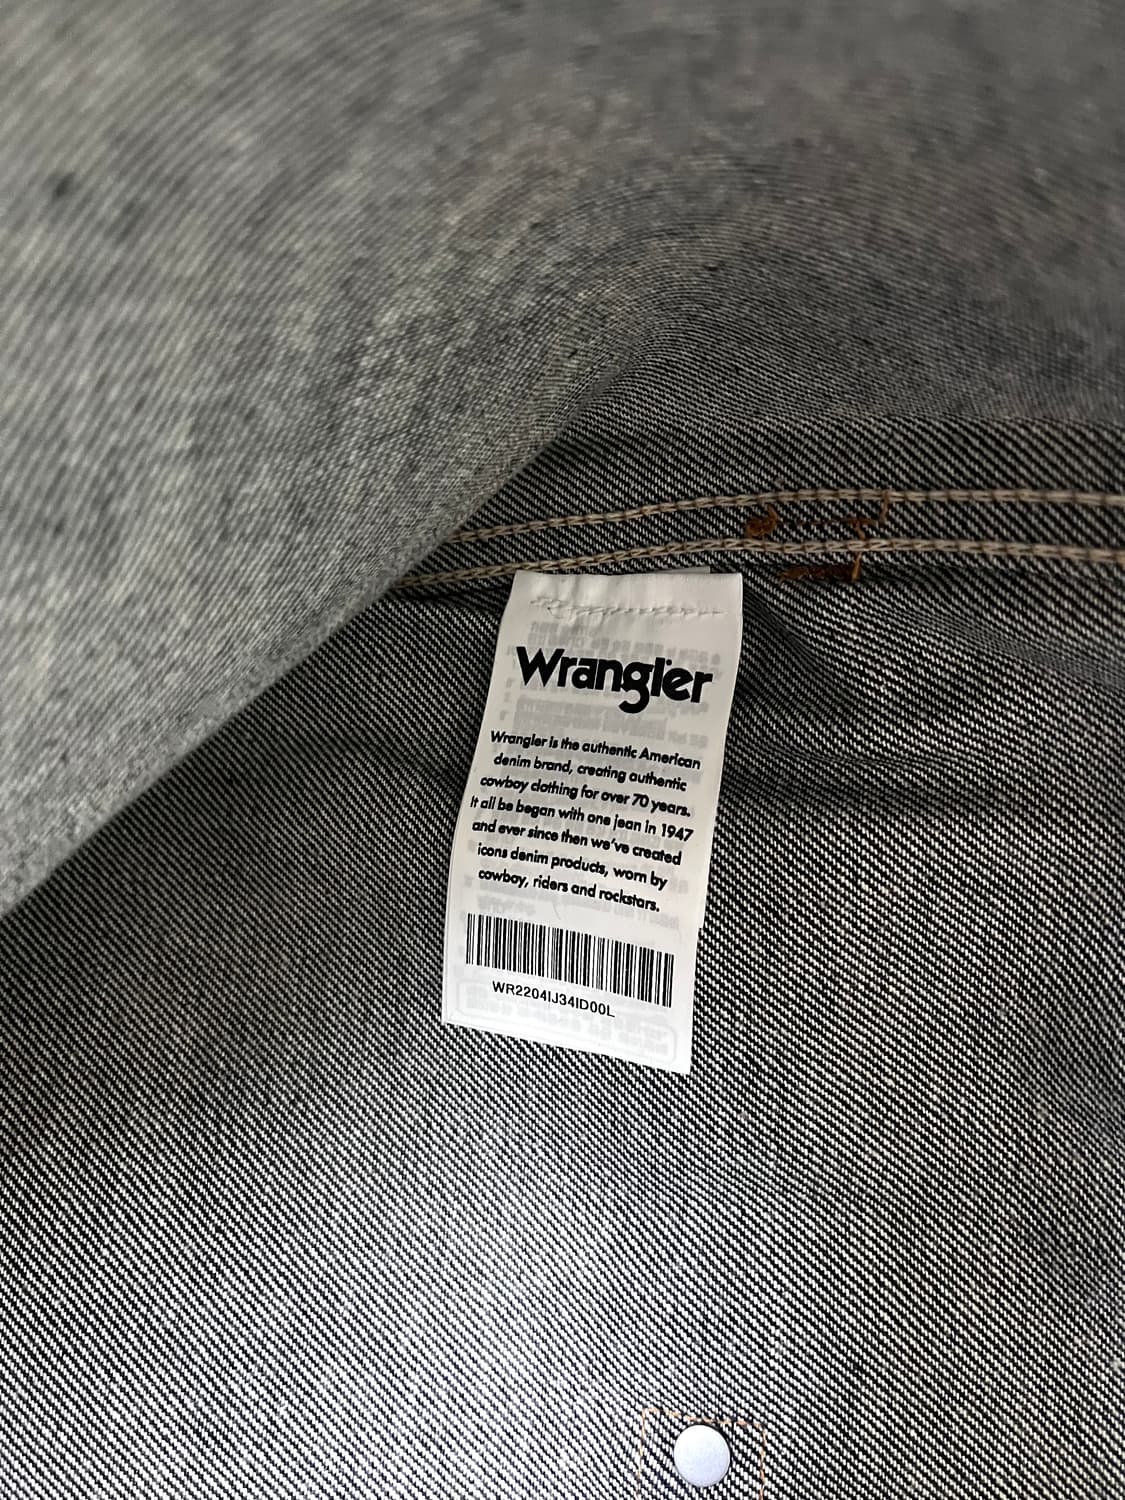 Wrangler
Wrangler is the authentic American
denim brand, creating authentic
cowboy clothing for over 70 years.
It all be began with one jean in 1947
and ever since then we've created
icons denim products, worn by
cowboy, riders and rockstars.
WR2204IJ34ID00L